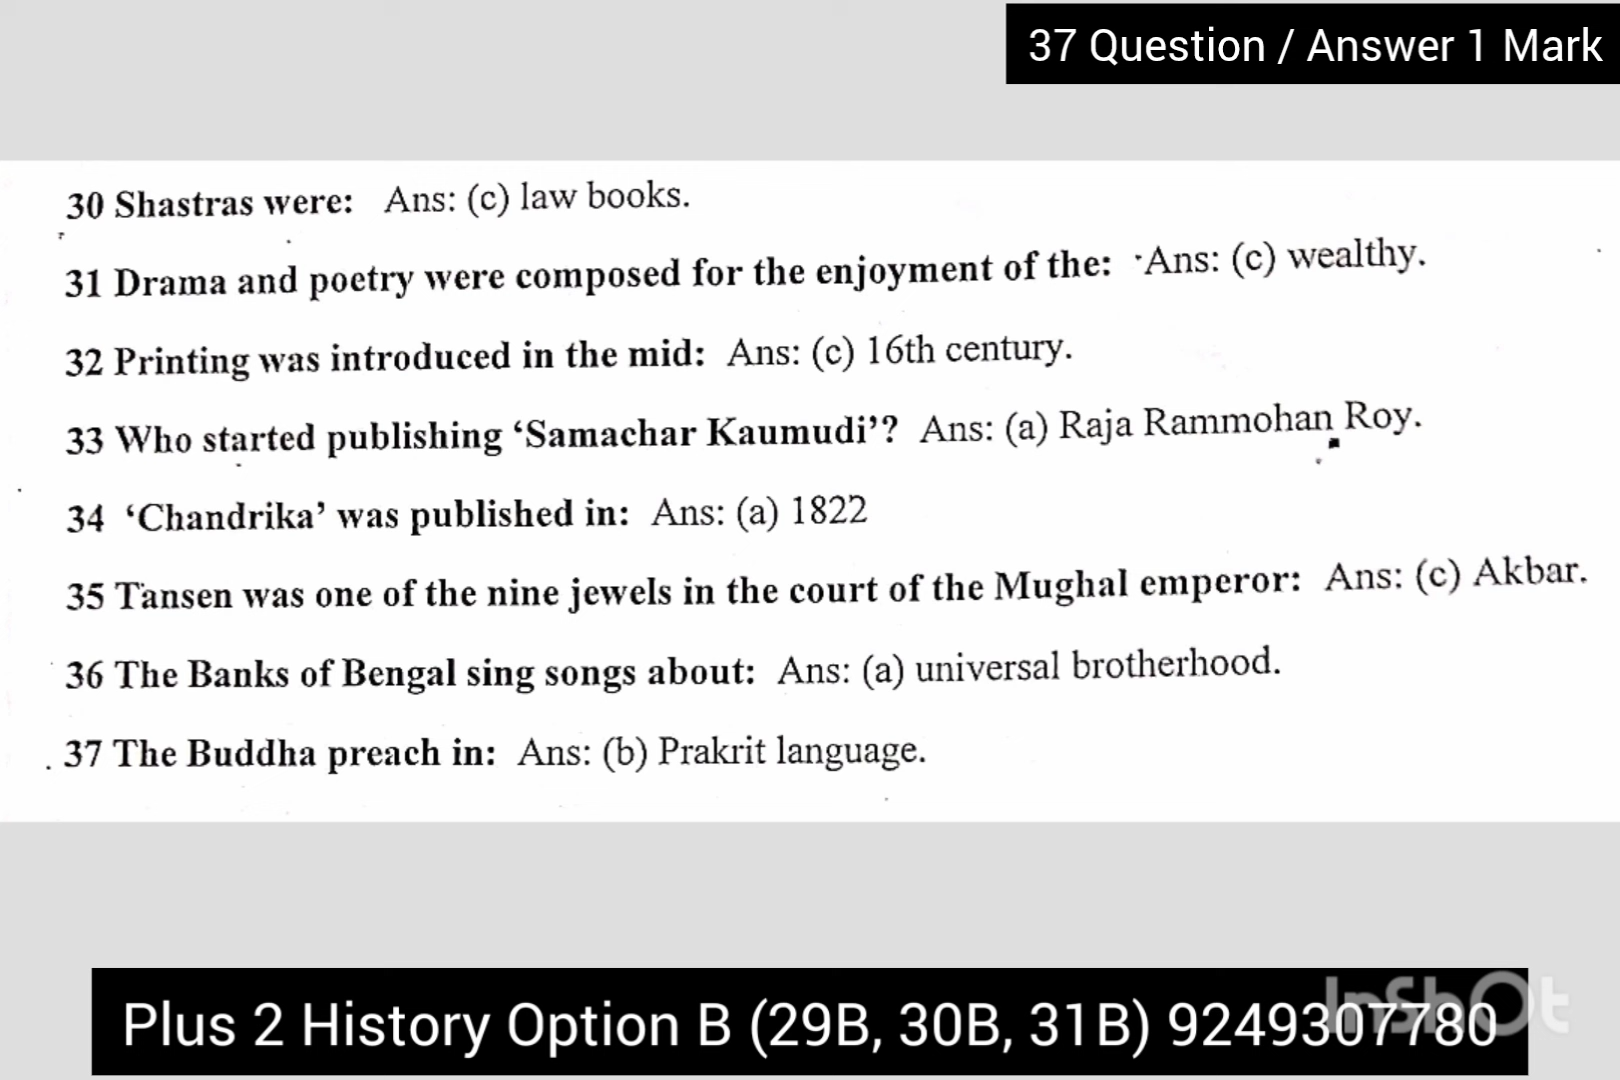 37 Question / Answer 1 Mark
30 Shastras were: Ans: (c) law books.
31 Drama and poetry were composed for the enjoyment of the: Ans: (c) wealthy.
32 Printing was introduced in the mid: Ans: (c) 16th century.
33 Who started publishing ‘Samachar Kaumudi’? Ans: (a) Raja Rammohan Roy.
34 ‘Chandrika’ was published in: Ans: (a) 1822
35 Tansen was one of the nine jewels in the court of the Mughal emperor: Ans: (c) Akbar.
36 The Banks of Bengal sing songs about: Ans: (a) universal brotherhood.
37 The Buddha preach in: Ans: (b) Prakrit language.
Plus 2 History Option B (29B, 30B, 31B) 9249307780
InShOt